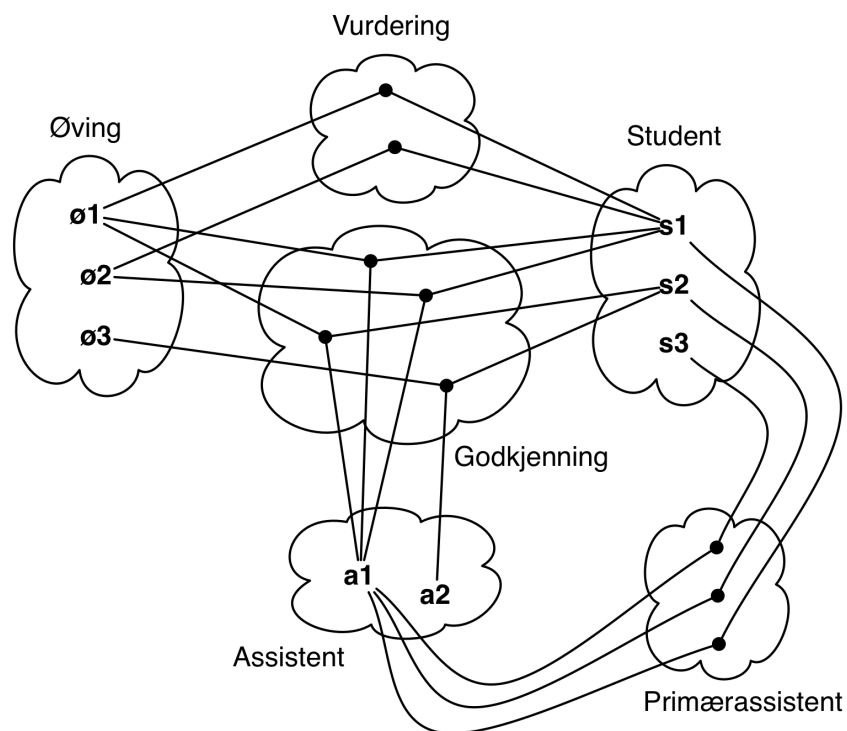 Vurdering
Øving
Student
ø1
s1
ø2
s2
ø3
s3
Godkjenning
a1
a2
Assistent
Primærassistent